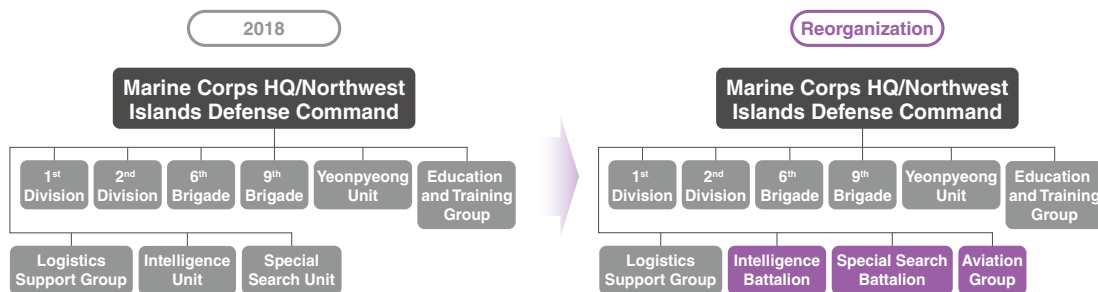 2018
Marine Corps HQ/Northwest
Islands Defense Command
1st
Division
2nd
Division
6th
Brigade
9th
Brigade
Yeonpyeong
Unit
Education
and Training
Group
Logistics
Support Group
Intelligence
Unit
Special
Search Unit
Reorganization
Marine Corps HQ/Northwest
Islands Defense Command
1st
Division
2nd
Division
6th
Brigade
9th
Brigade
Yeonpyeong
Unit
Education
and Training
Group
Logistics
Support Group
Intelligence
Battalion
Special Search
Battalion
Aviation
Group